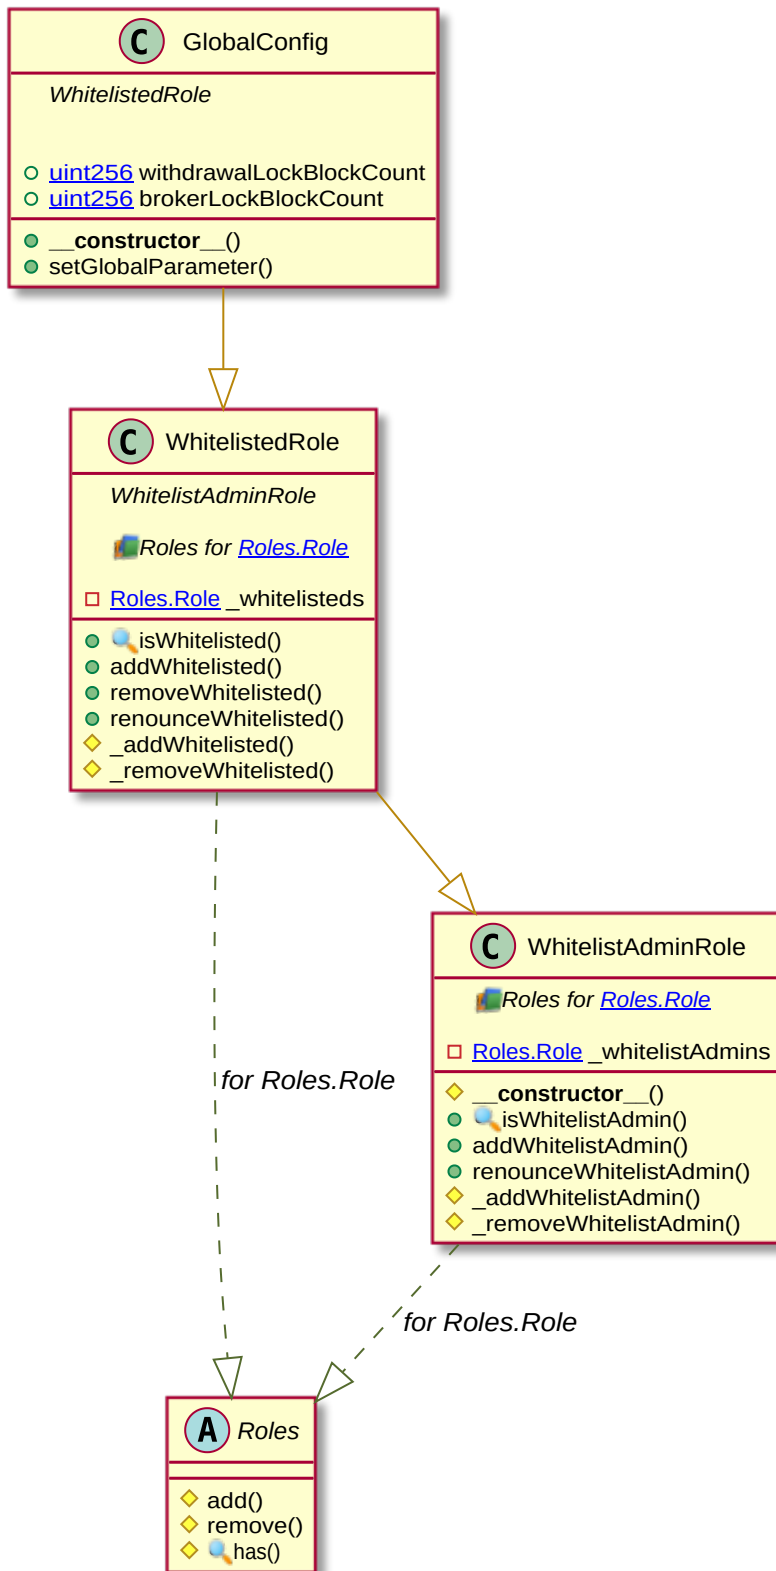 C GlobalConfig
WhitelistedRole
uint256 withdrawalLockBlockCount
uint256 brokerLockBlockCount
__constructor__()
setGlobalParameter()
C WhitelistedRole
WhitelistAdminRole
Roles for Roles.Role
Roles.Role _whitelisteds
isWhitelisted()
addWhitelisted()
removeWhitelisted()
renounceWhitelisted()
_addWhitelisted()
_removeWhitelisted()
C WhitelistAdminRole
Roles for Roles.Role
Roles.Role _whitelistAdmins
__constructor__()
isWhitelistAdmin()
addWhitelistAdmin()
renounceWhitelistAdmin()
_addWhitelistAdmin()
_removeWhitelistAdmin()
for Roles.Role
for Roles.Role
A Roles
add()
remove()
has()